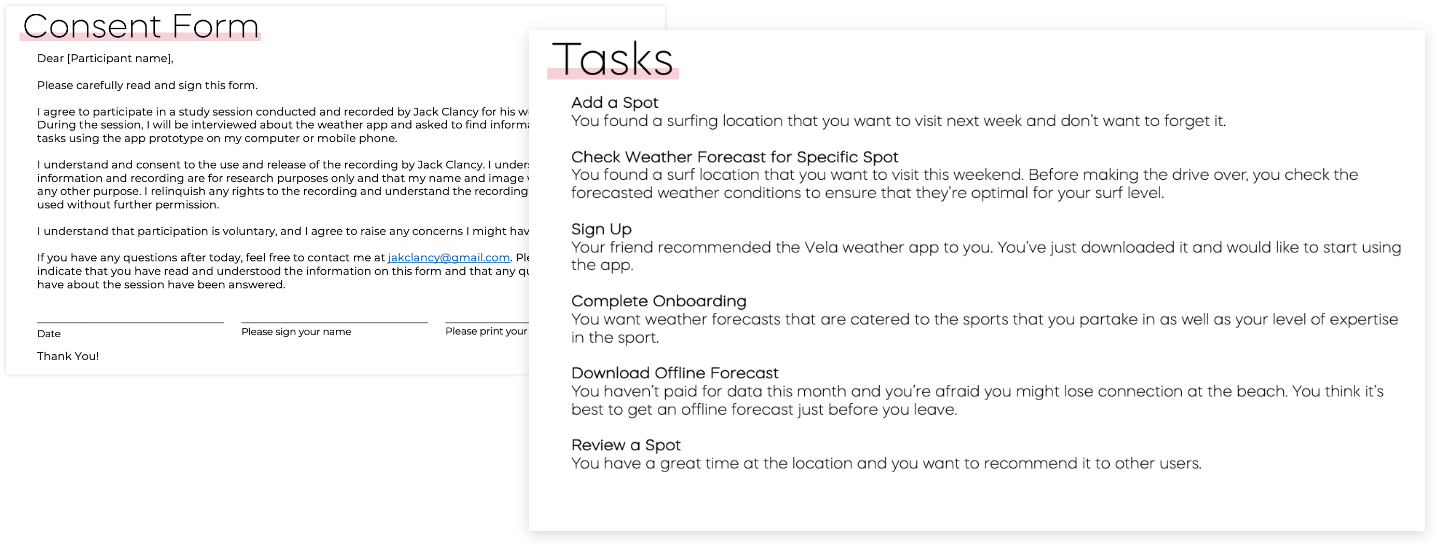 Consent Form
Dear [Participant name],
Please carefully read and sign this form.
I agree to participate in a study session conducted and recorded by Jack Clancy for his
During the session, I will be interviewed about the weather app and asked to find
tasks using the app prototype on my computer or mobile phone.
I understand and consent to the use and release of the recording by Jack Clancy. I
information and recording are for research purposes only and that my name and image
any other purpose. I relinquish any rights to the recording and understand the recording
used without further permission.
I understand that participation is voluntary, and I agree to raise any concerns I might
If you have any questions after today, feel free to contact me at jakclancy@gmail.com.
indicate that you have read and understood the information on this form and that any
have about the session have been answered.
Date
Please sign your name
Please print your
Thank You!
Tasks
Add a Spot
You found a surfing location that you want to visit next week and don't want to forget it.
Check Weather Forecast for Specific Spot
You found a surf location that you want to visit this weekend. Before making the drive over, you check the
forecasted weather conditions to ensure that they're optimal for your surf level.
Sign Up
Your friend recommended the Vela weather app to you. You've just downloaded it and would like to start using
the app.
Complete Onboarding
You want weather forecasts that are catered to the sports that you partake in as well as your level of expertise
in the sport.
Download Offline Forecast
You haven't paid for data this month and you're afraid you might lose connection at the beach. You think it's
best to get an offline forecast just before you leave.
Review a Spot
You have a great time at the location and you want to recommend it to other users.